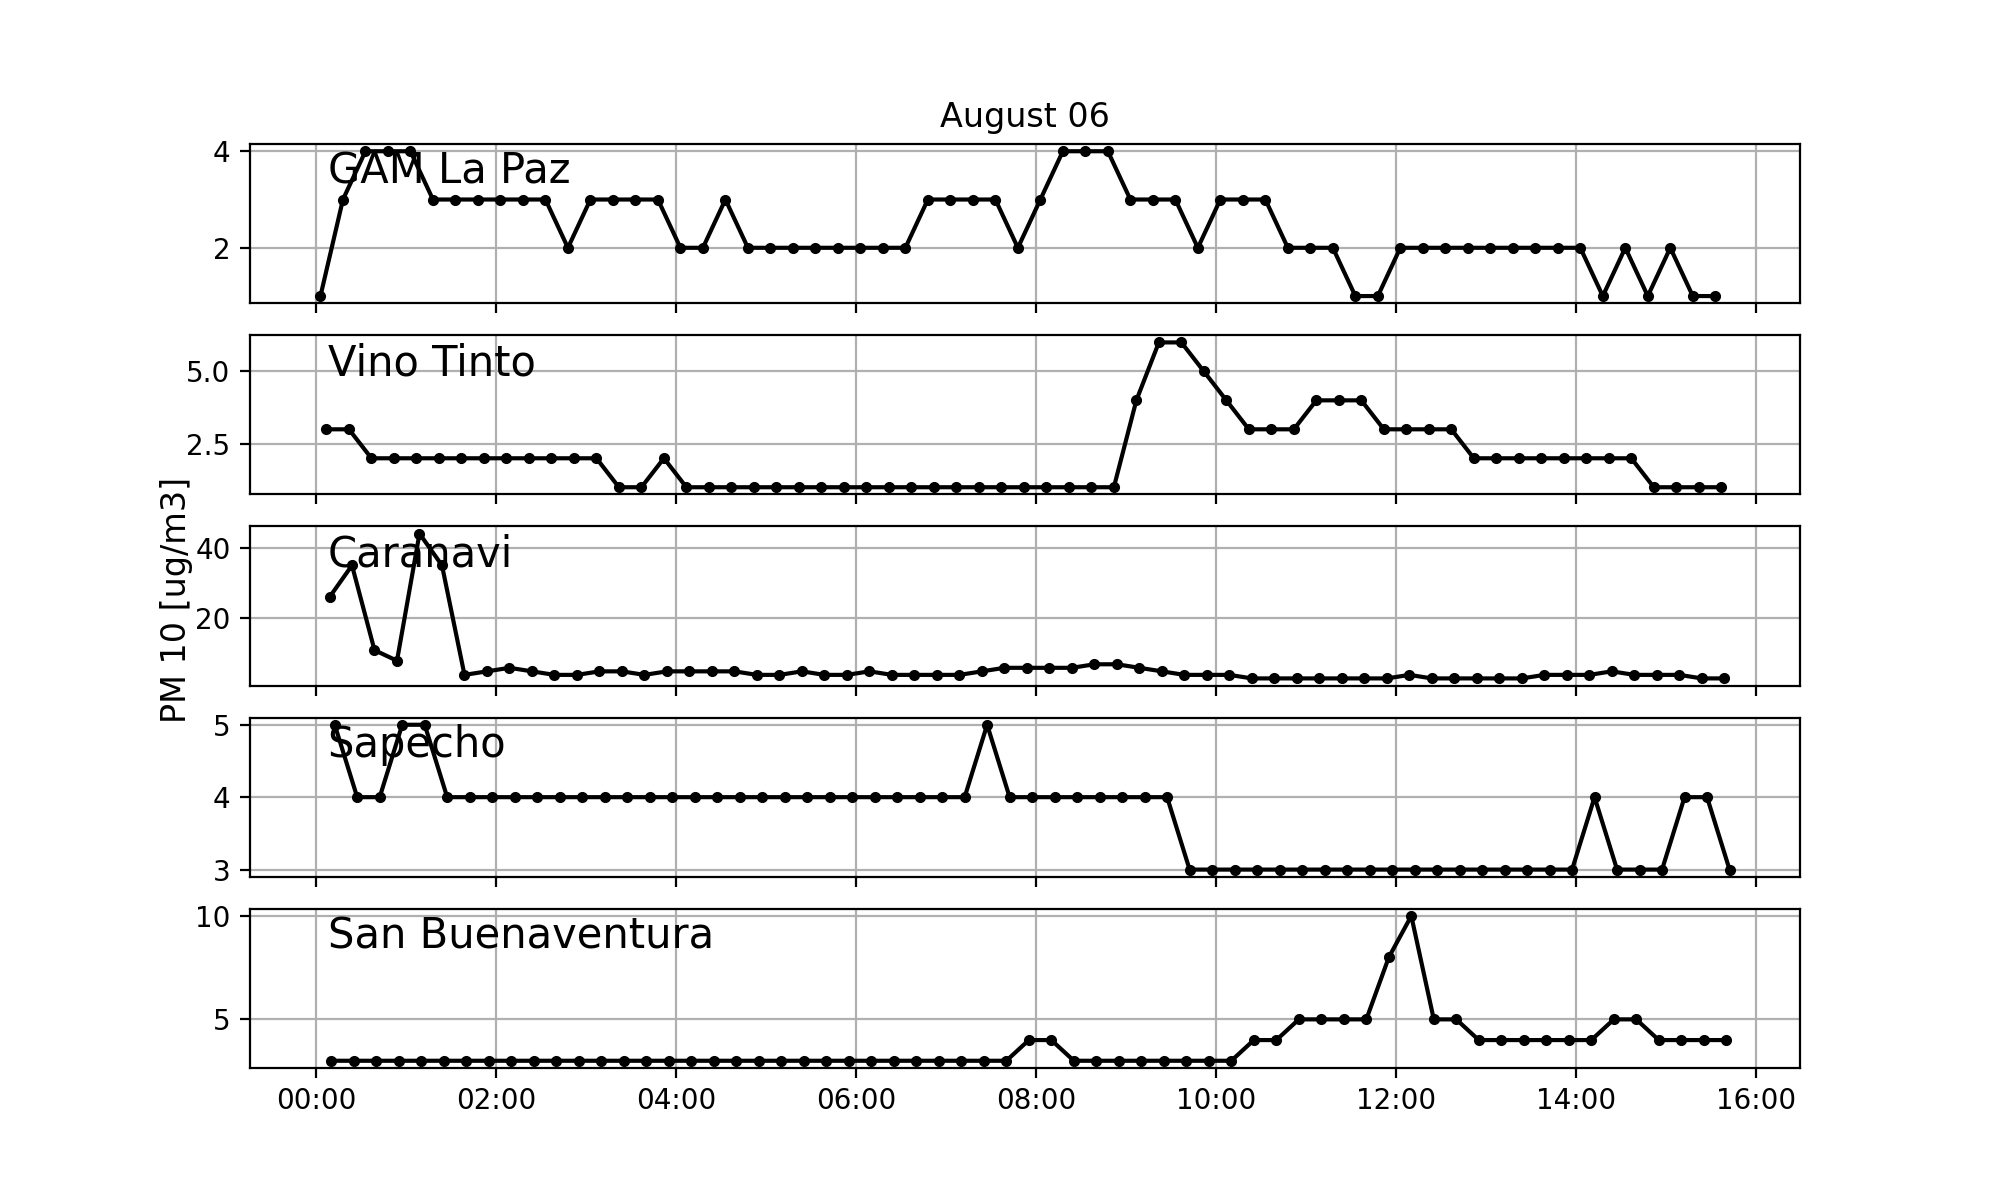 August 06
GAM La Paz
4
2
Vino Tinto
5.0
2.5
PM 10 [ug/m3]
Caranavi
40
20
Sapecho
5
4
3
San Buenaventura
10
5
00:00 02:00 04:00 06:00 08:00 10:00 12:00 14:00 16:00